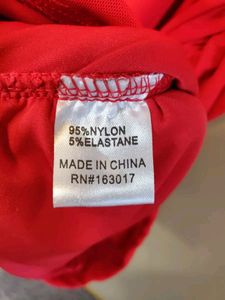 95%NYLON
5%ELASTANE
MADE IN CHINA
RN#163017